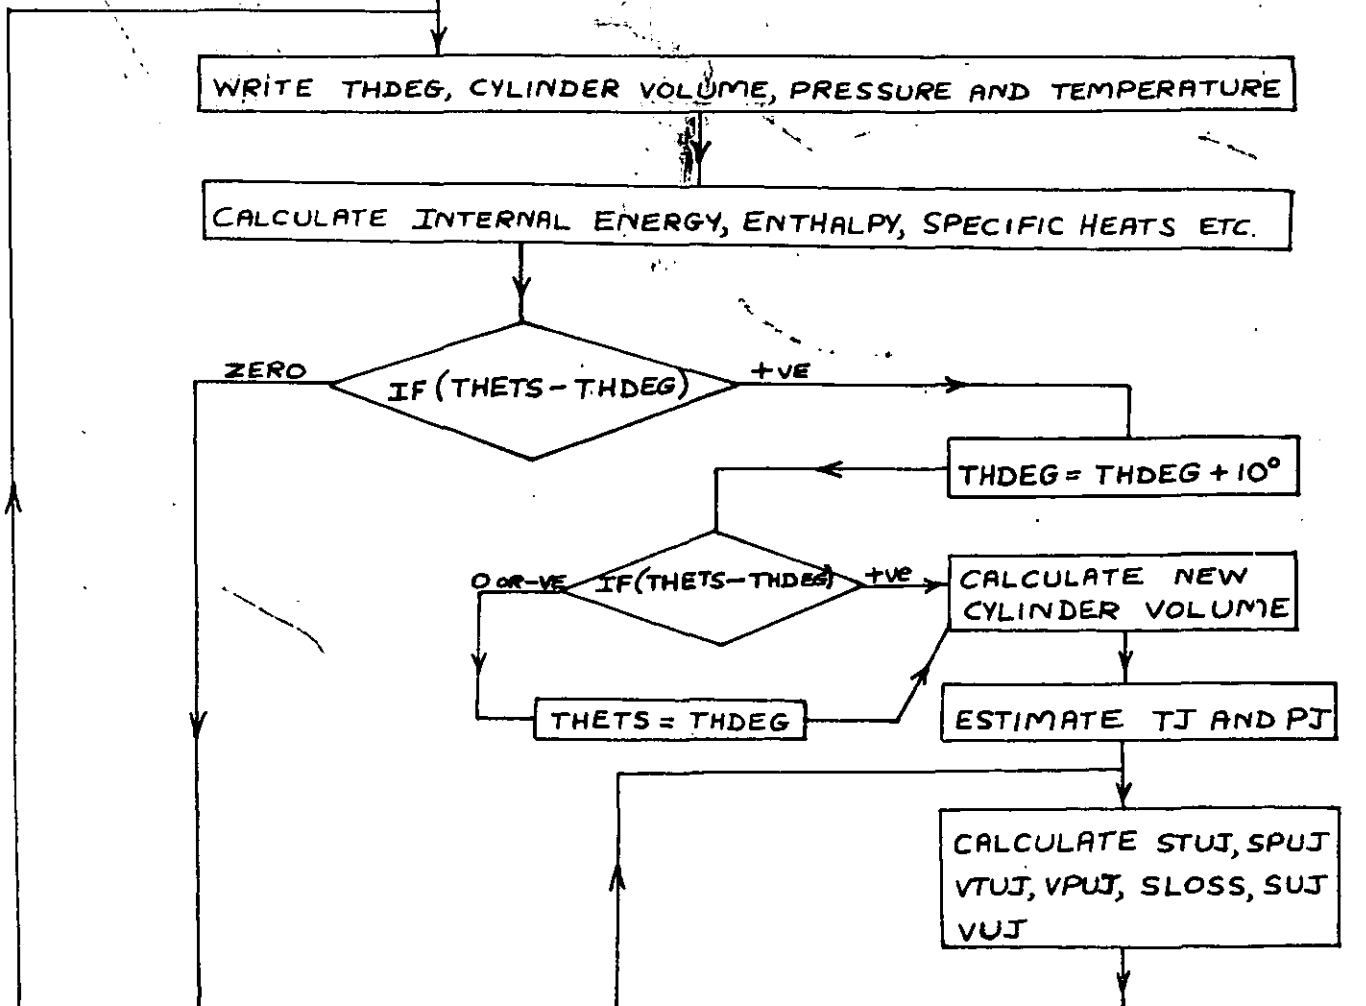 WRITE THDEG, CYLINDER VOLUME, PRESSURE AND TEMPERATURE
CALCULATE INTERNAL ENERGY, ENTHALPY, SPECIFIC HEATS ETC.
ZERO
IF (THETS - THDEG)
+VE
THDEG = THDEG + 10°
0 OR -VE
IF (THETS - THDEG)
+ve
CALCULATE NEW
CYLINDER VOLUME
THETS = THDEG
ESTIMATE TJ AND PJ
CALCULATE STUJ, SPUJ
VTUJ, VPUJ, SLOSS, SUJ
VUJ